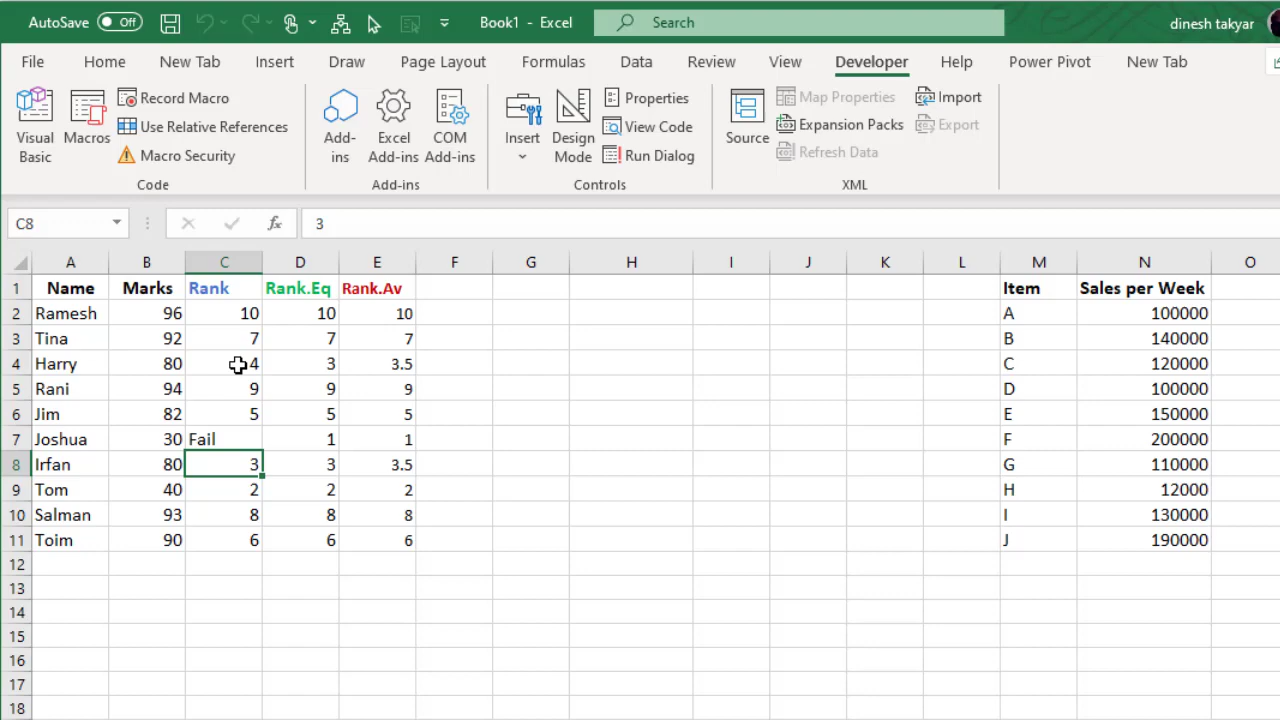 AutoSave Off Book1 - Excel Search dinesh takyar
File Home New Tab Insert Draw Page Layout Formulas Data Review View Developer Help Power Pivot New Tab
Visual Basic
Macros
Record Macro
Use Relative References
Macro Security
Code
Add-ins
Excel Add-ins
COM Add-ins
Add-ins
Insert
Design Mode
Properties
View Code
Run Dialog
Controls
Source
Map Properties
Expansion Packs
Refresh Data
Import
Export
XML
C8 fx 3
A B C D E F G H I J K L M N O
1 Name Marks Rank Rank.Eq Rank.Av Item Sales per Week
2 Ramesh 96 10 10 10 A 100000
3 Tina 92 7 7 7 B 140000
4 Harry 80 4 3 3.5 C 120000
5 Rani 94 9 9 9 D 100000
6 Jim 82 5 5 5 E 150000
7 Joshua 30 Fail 1 1 F 200000
8 Irfan 80 3 3 3.5 G 110000
9 Tom 40 2 2 2 H 12000
10 Salman 93 8 8 8 I 130000
11 Toim 90 6 6 6 J 190000
12
13
14
15
16
17
18